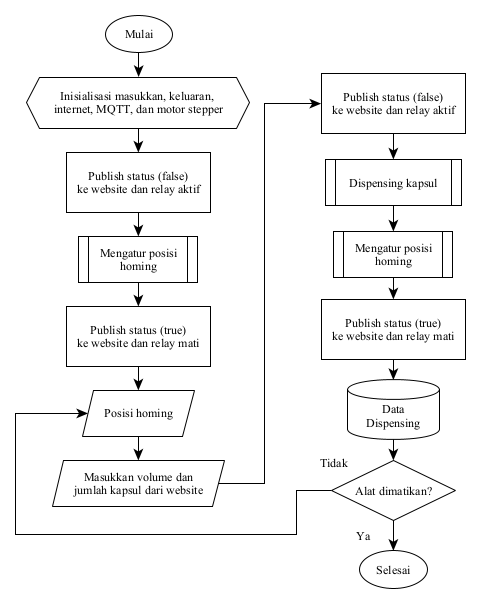 Mulai
Inisialisasi masukkan, keluaran,
internet, MQTT, dan motor stepper
Publish status (false)
ke website dan relay aktif
Mengatur posisi
homing
Publish status (true)
ke website dan relay mati
Posisi homing
Masukkan volume dan
jumlah kapsul dari website
Publish status (false)
ke website dan relay aktif
Dispensing kapsul
Mengatur posisi
homing
Publish status (true)
ke website dan relay mati
Data
Dispensing
Tidak
Alat dimatikan?
Ya
Selesai